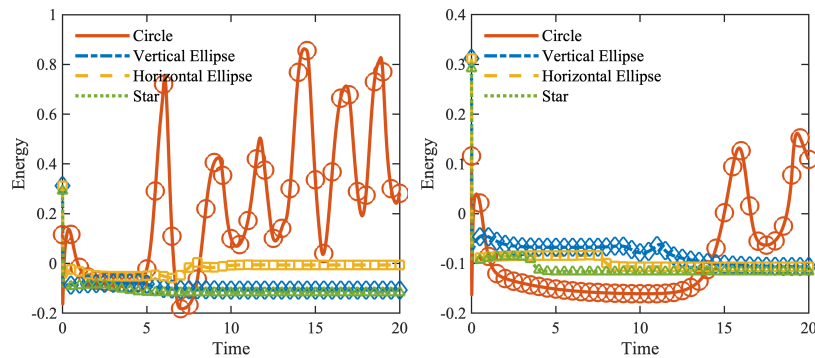 1
0.8
0.6
0.4
0.2
0
-0.2
Energy
0 5 10 15 20
Time
Circle
Vertical Ellipse
Horizontal Ellipse
Star
0.4
0.3
0.2
0.1
0
-0.1
-0.2
Energy
0 5 10 15 20
Time
Circle
Vertical Ellipse
Horizontal Ellipse
Star